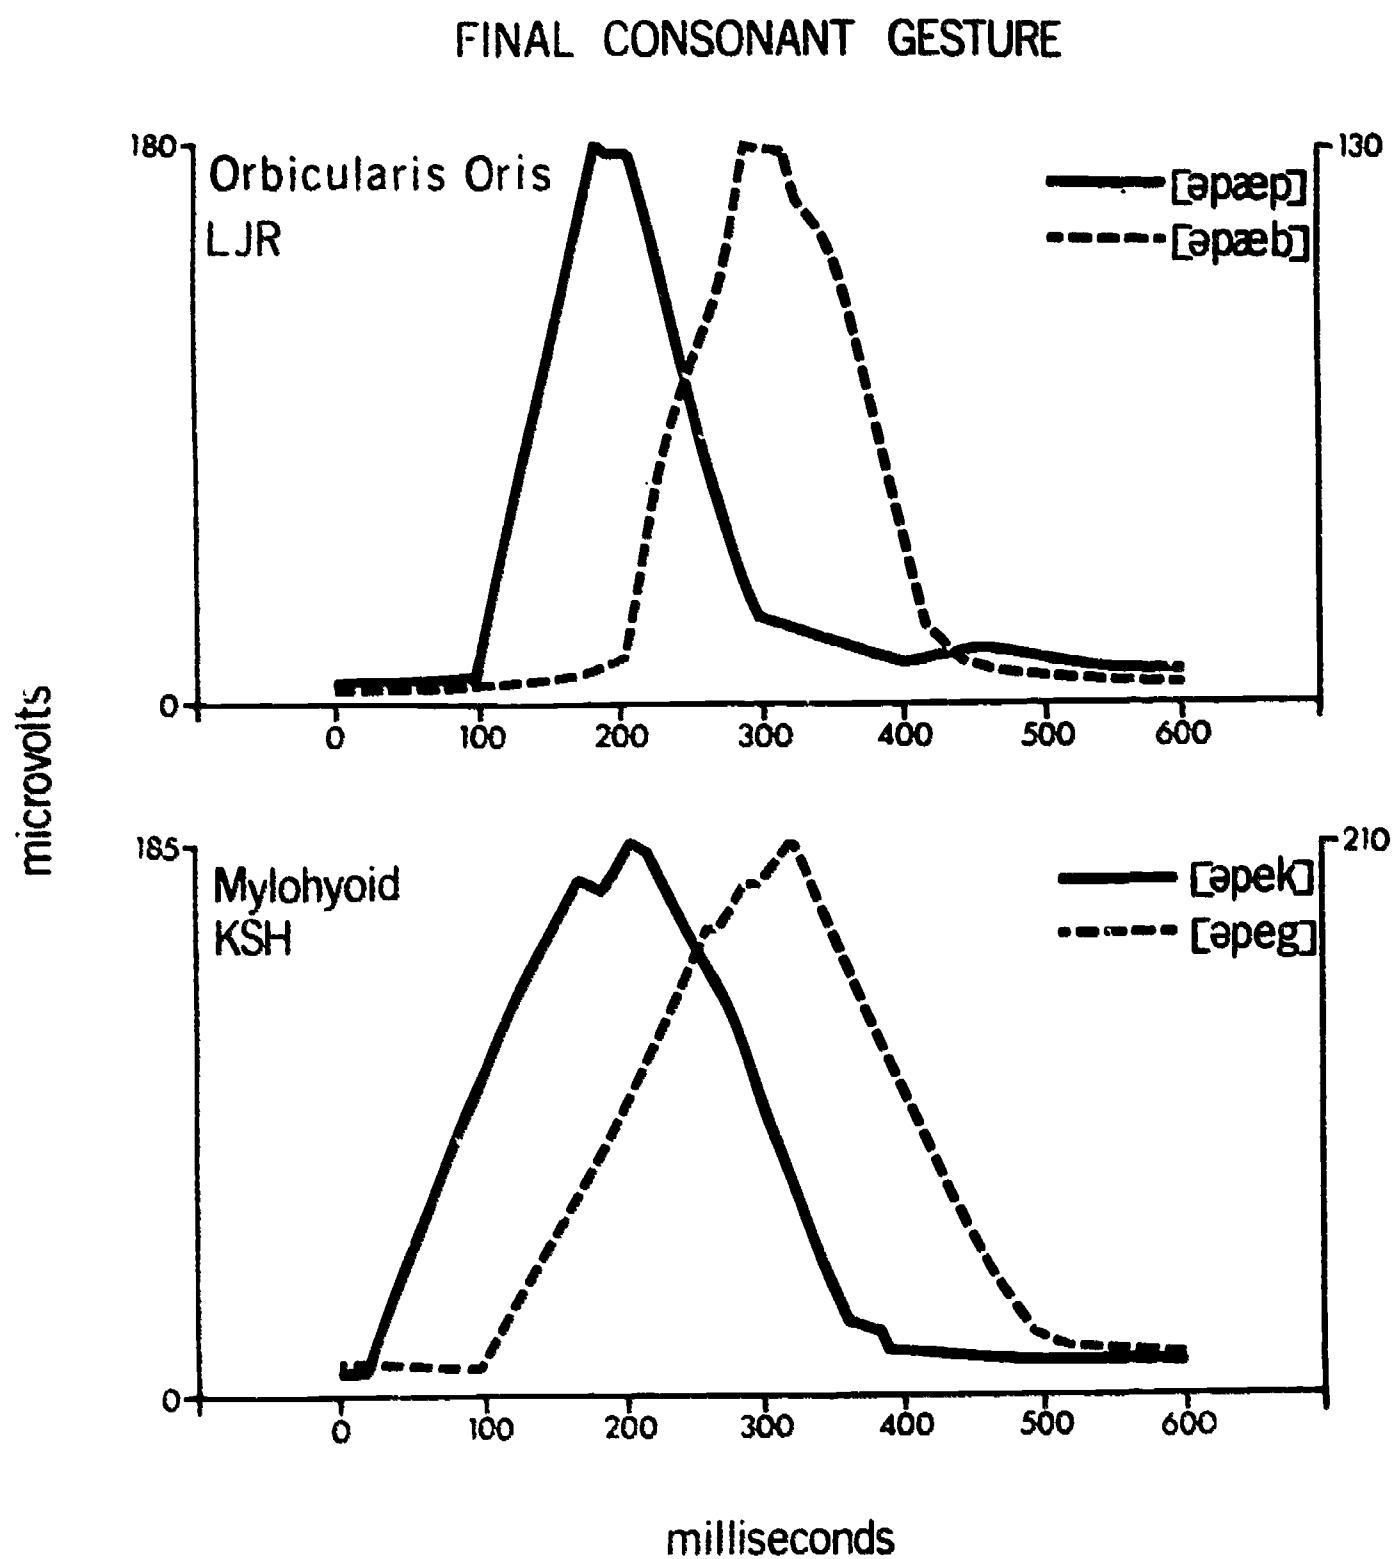 FINAL CONSONANT GESTURE
180
130
Orbicularis Oris
LJR
[əpæp]
[əpæb]
0
0 100 200 300 400 500 600
microvolts
185
210
Mylohyoid
KSH
[əpek]
[əpeg]
0
0 100 200 300 400 500 600
milliseconds